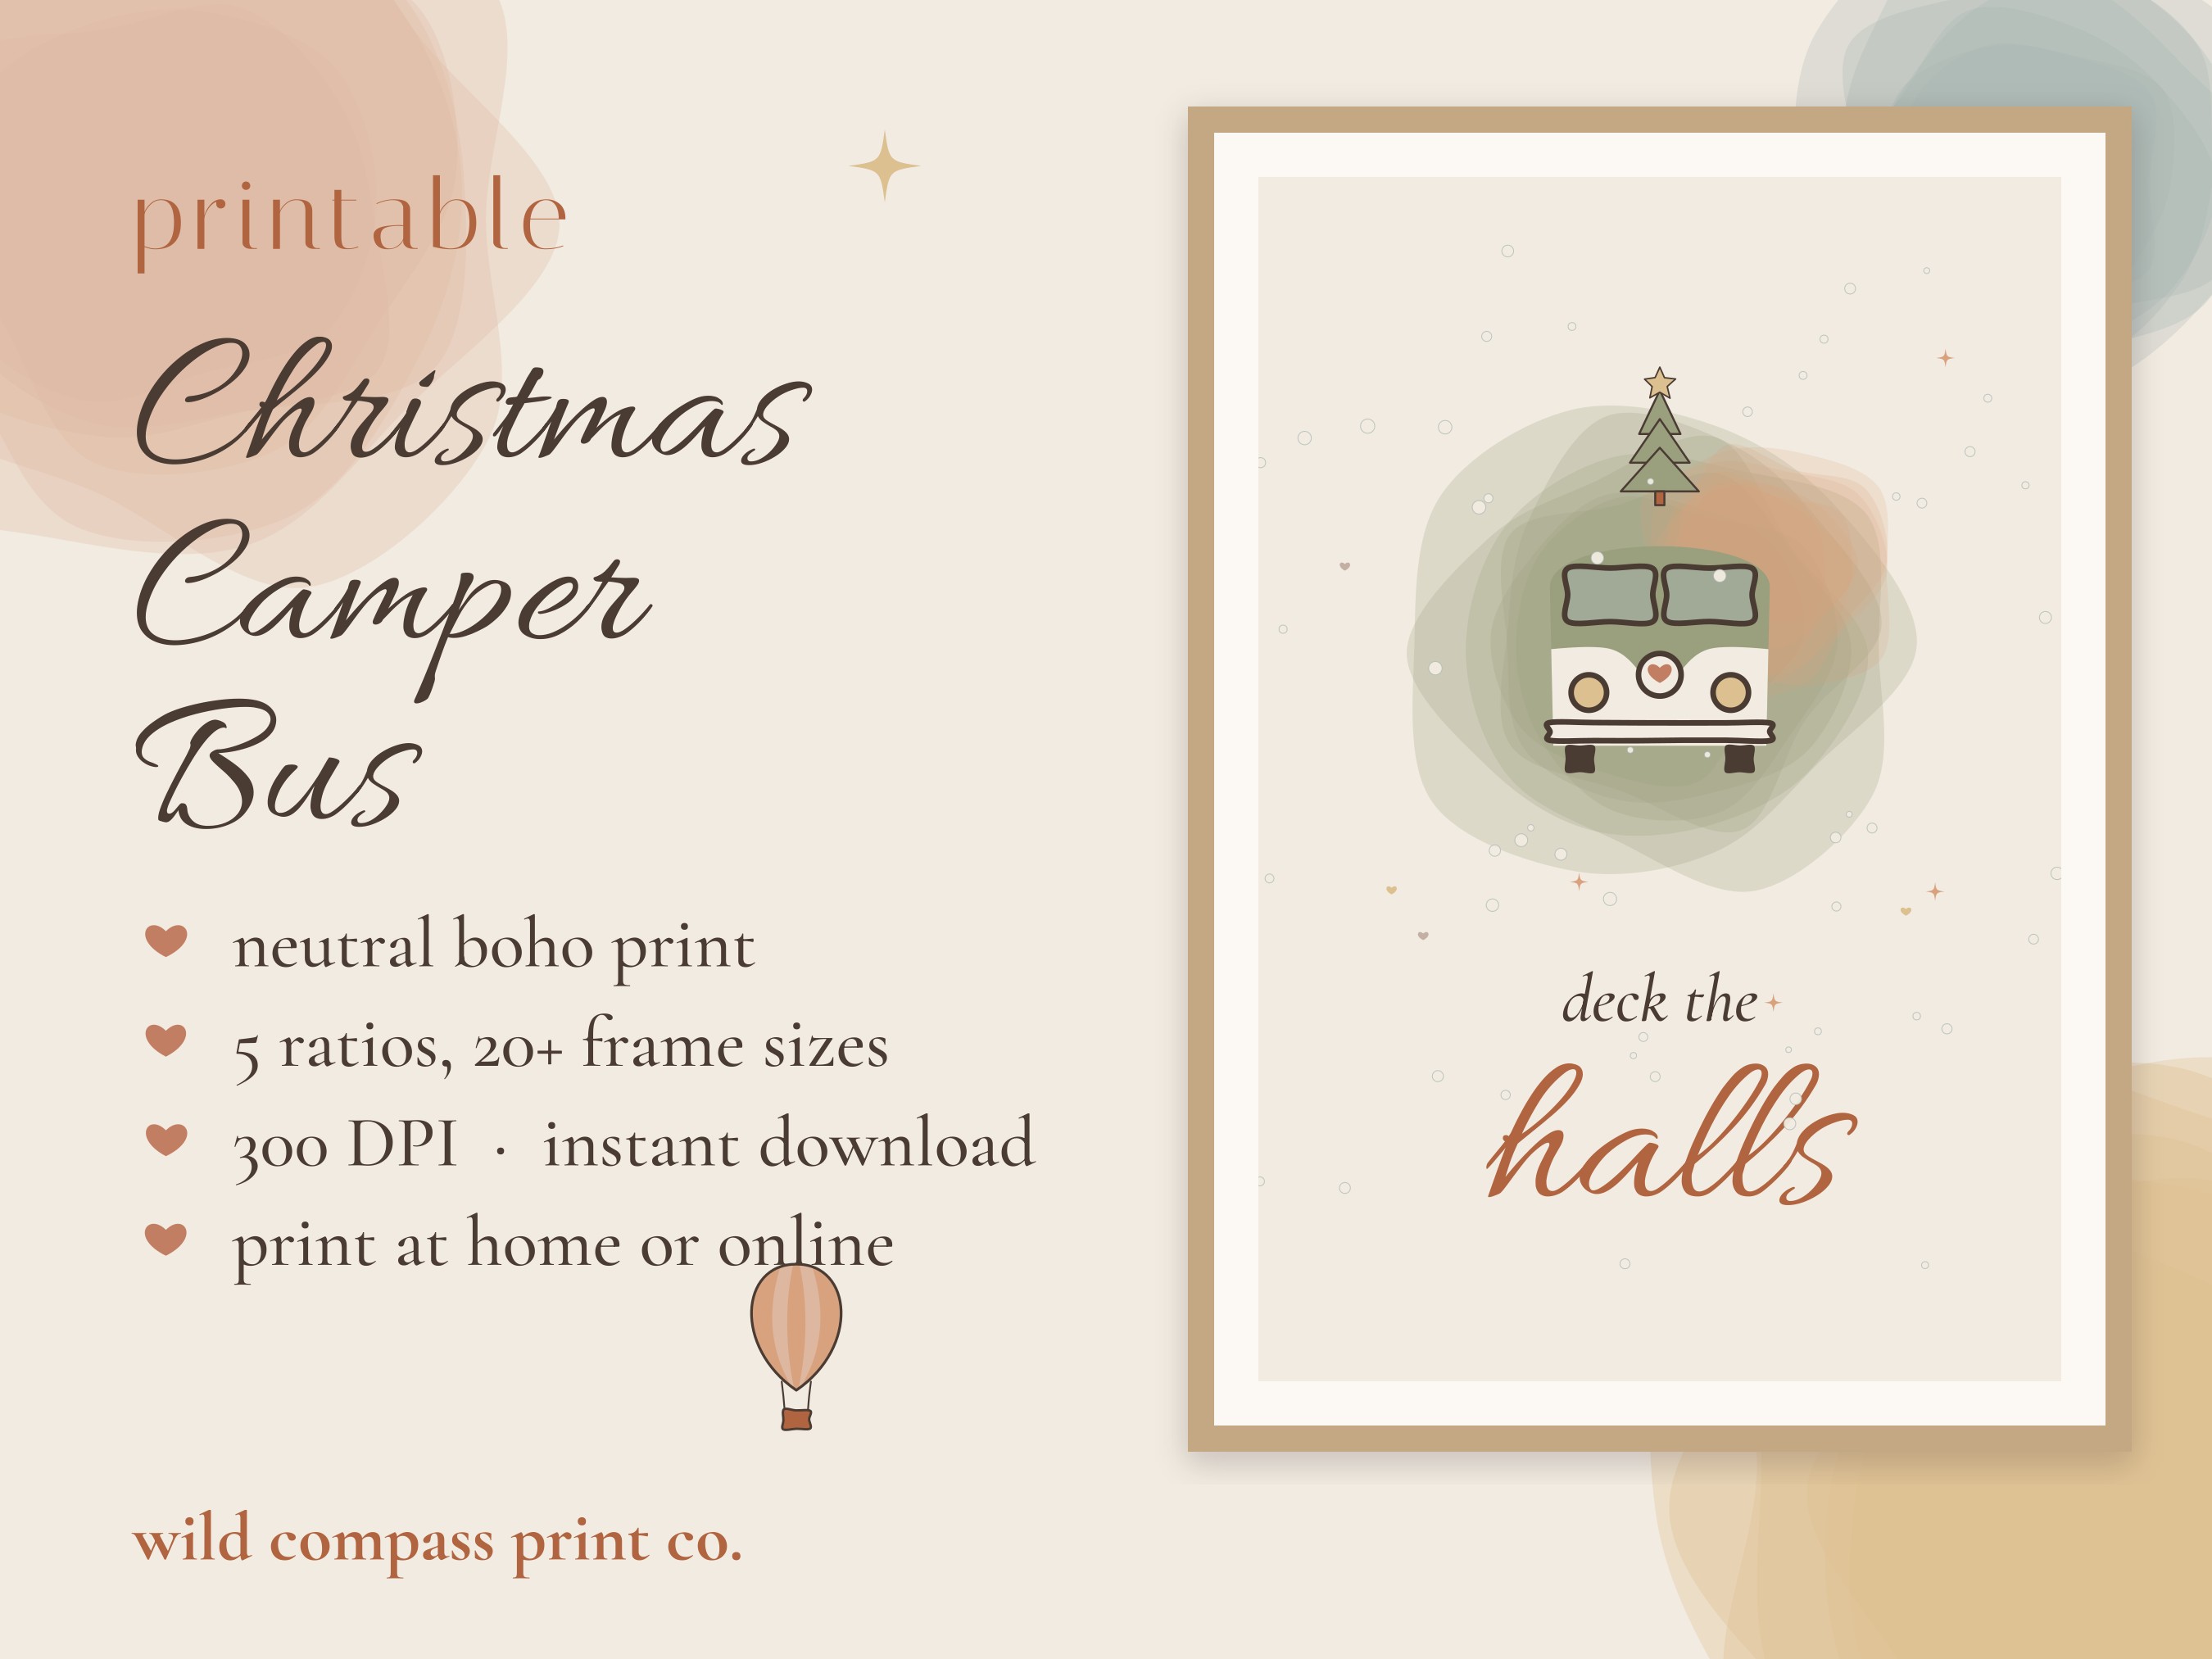 printable
Christmas
Camper
Bus
neutral boho print
5 ratios, 20+ frame sizes
300 DPI · instant download
print at home or online
wild compass print co.
deck the
halls